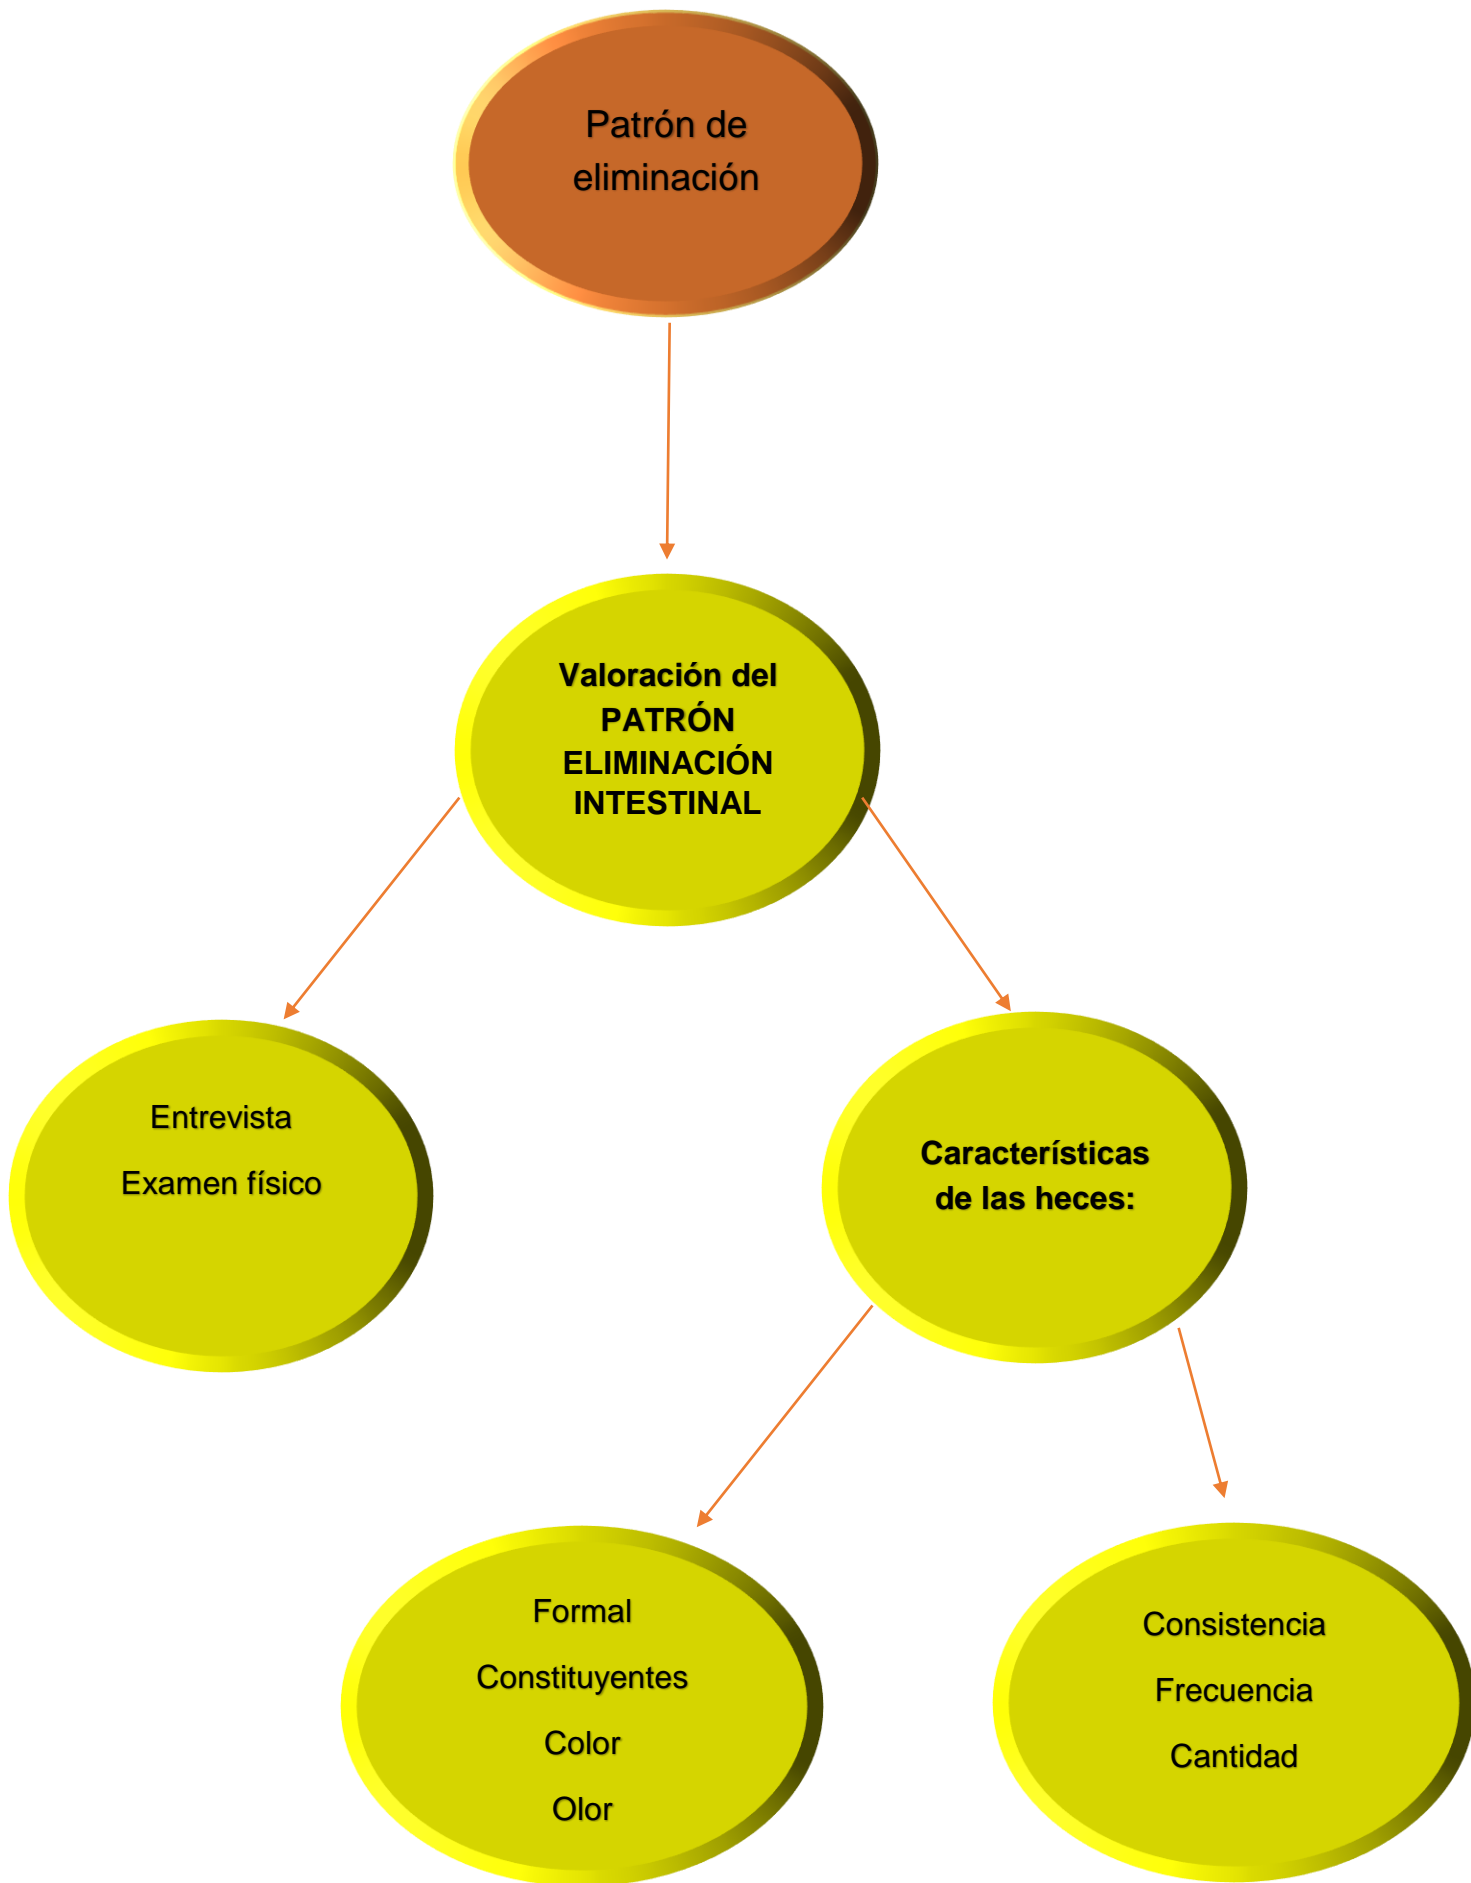 Patrón de
eliminación
Valoración del
PATRÓN
ELIMINACIÓN
INTESTINAL
Entrevista
Examen físico
Caracterísficas
de las heces:
Formal
Constituyentes
Color
Olor
Consistencia
Frecuencia
Cantidad